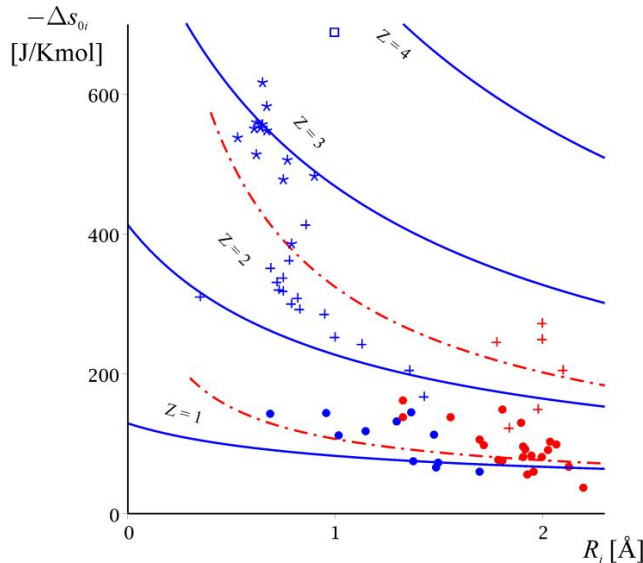 −Δs₀ᵢ
[J/Kmol]
600
400
200
0
Z = 4
Z = 3
Z = 2
Z = 1
0
1
2
Rᵢ [Å]